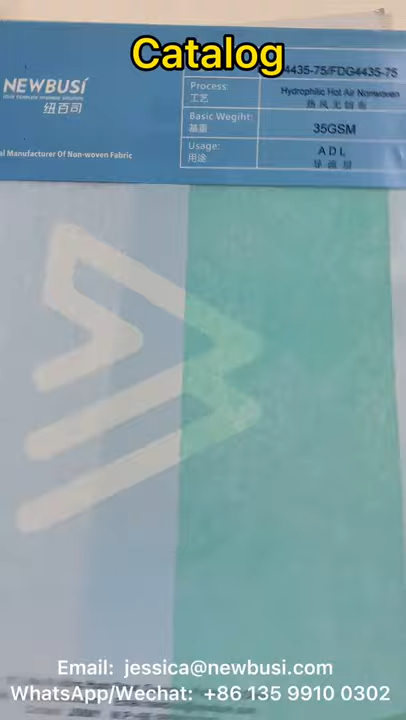 Catalog
4435-75/FDG4435-75
NEWBUSI
纽百司
Process:
工艺
Hydrophilic Hot Air Nonwoven
热风无纺布
Basic Wegiht:
基重
35GSM
al Manufacturer Of Non-woven Fabric
Usage:
用途
ADL
导流层
Email: jessica@newbusi.com
WhatsApp/Wechat: +86 135 9910 0302